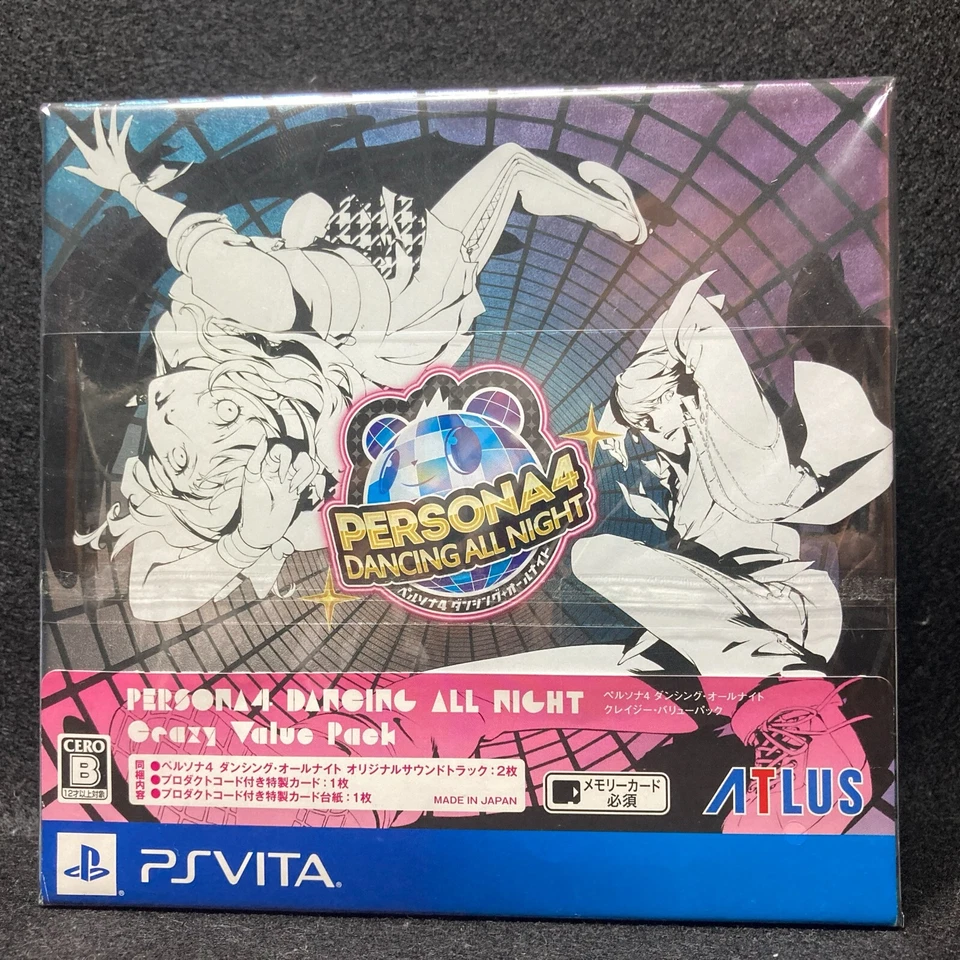 PERSONA4
DANCING ALL NIGHT
ペルソナ4 ダンシング・オールナイト
PERSONA4 DANCING ALL NIGHT
Crazy Value Pack
ペルソナ4 ダンシング・オールナイト
クレイジー・バリューパック
CERO
B
12才以上対象
同梱内容
●ペルソナ4 ダンシング・オールナイト オリジナルサウンドトラック:2枚
●プロダクトコード付き特製カード:1枚
●プロダクトコード付き特製カード台紙:1枚
MADE IN JAPAN
メモリーカード
必須
ATLUS
PSVITA